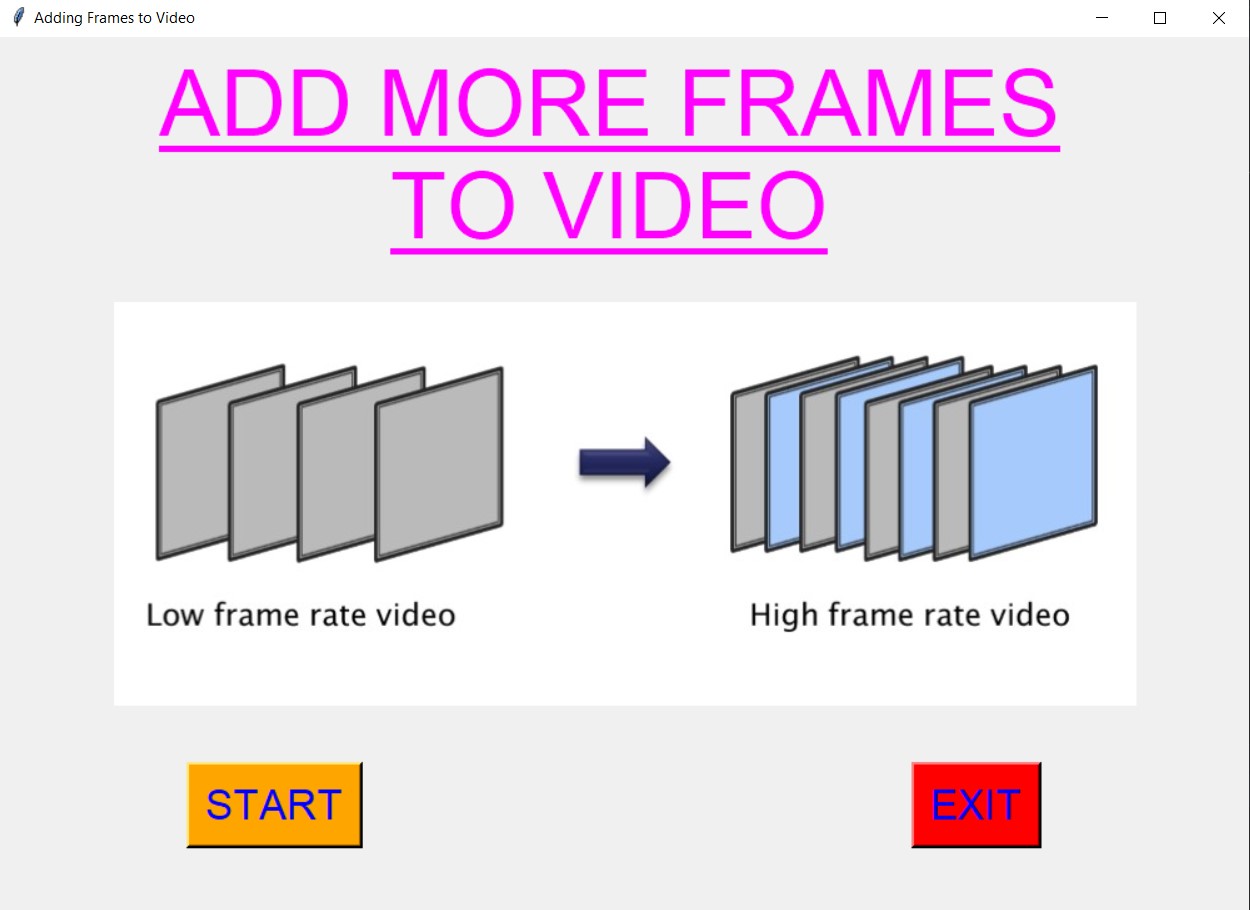 Adding Frames to Video
ADD MORE FRAMES
TO VIDEO
Low frame rate video
High frame rate video
START
EXIT